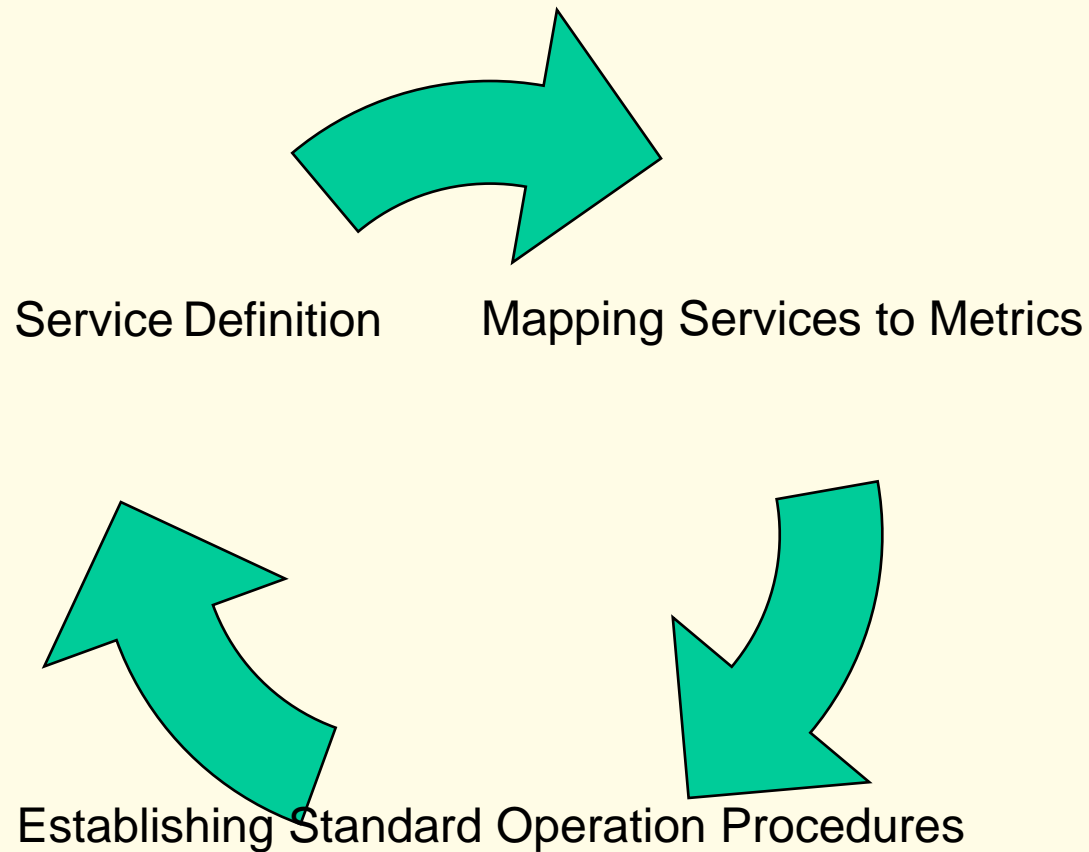 Service Definition
Mapping Services to Metrics
Establishing Standard Operation Procedures